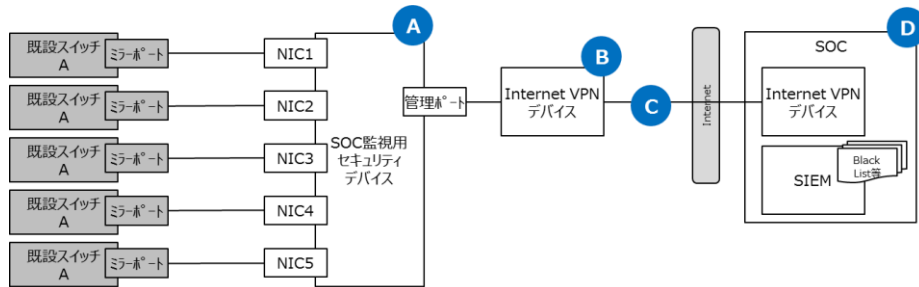 既設スイッチ
A
ミラーポート
NIC1
既設スイッチ
A
ミラーポート
NIC2
既設スイッチ
A
ミラーポート
NIC3
既設スイッチ
A
ミラーポート
NIC4
既設スイッチ
A
ミラーポート
NIC5
A
SOC監視用
セキュリティ
デバイス
管理ポート
B
Internet VPN
デバイス
C
Internet
D
SOC
Internet VPN
デバイス
SIEM
Black
List等